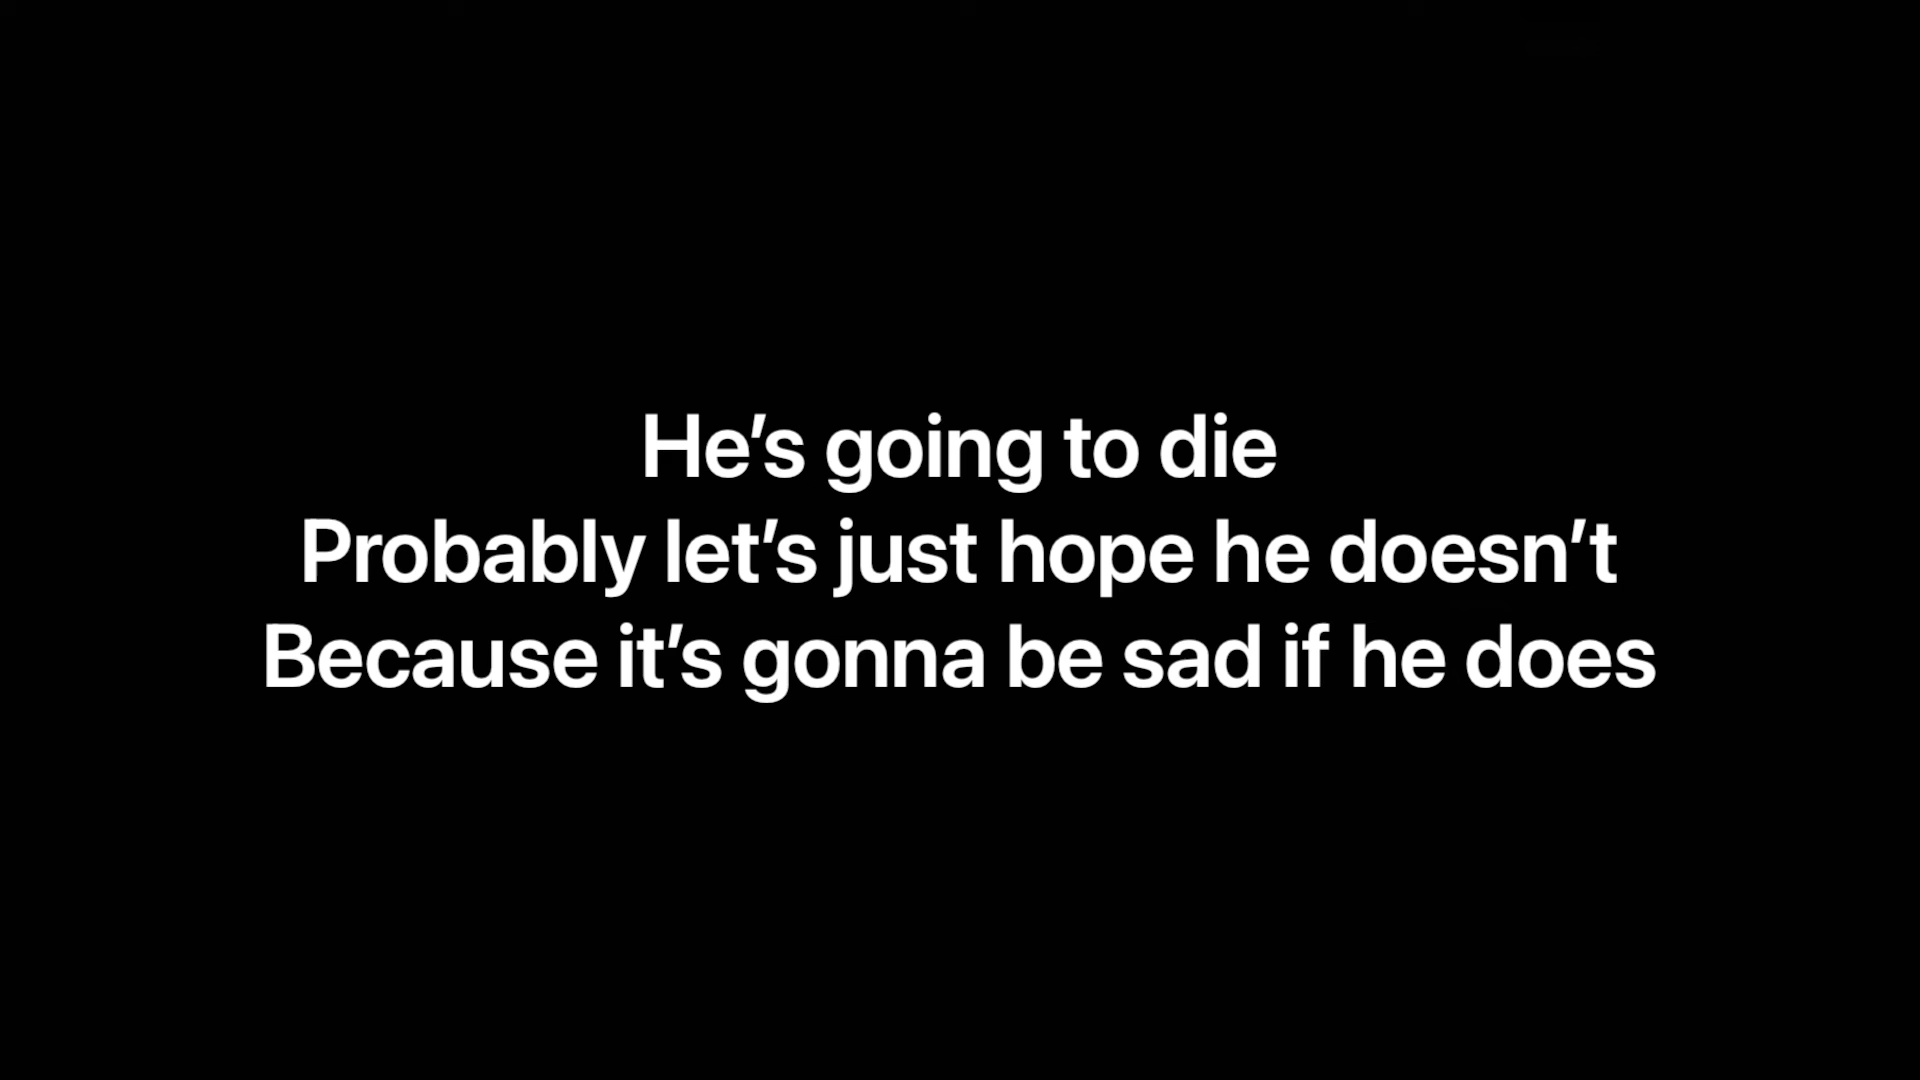 He’s going to die
Probably let’s just hope he doesn’t
Because it’s gonna be sad if he does